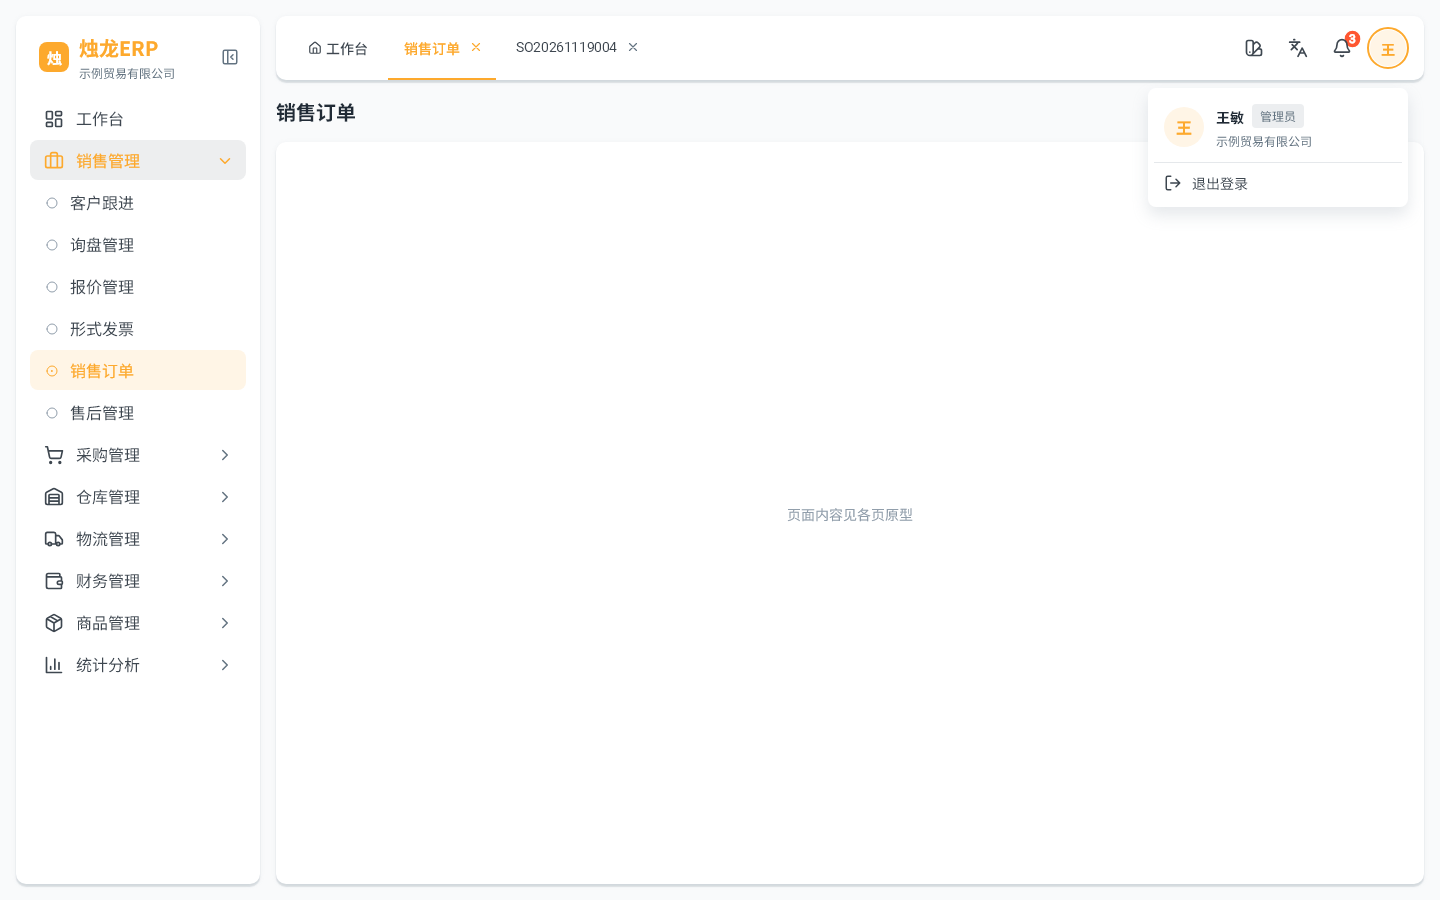 烛
烛龙ERP
示例贸易有限公司
工作台
销售管理
客户跟进
询盘管理
报价管理
形式发票
销售订单
售后管理
采购管理
仓库管理
物流管理
财务管理
商品管理
统计分析
工作台
销售订单
SO20261119004
3
王
销售订单
王
王敏 管理员
示例贸易有限公司
退出登录
页面内容见各页原型